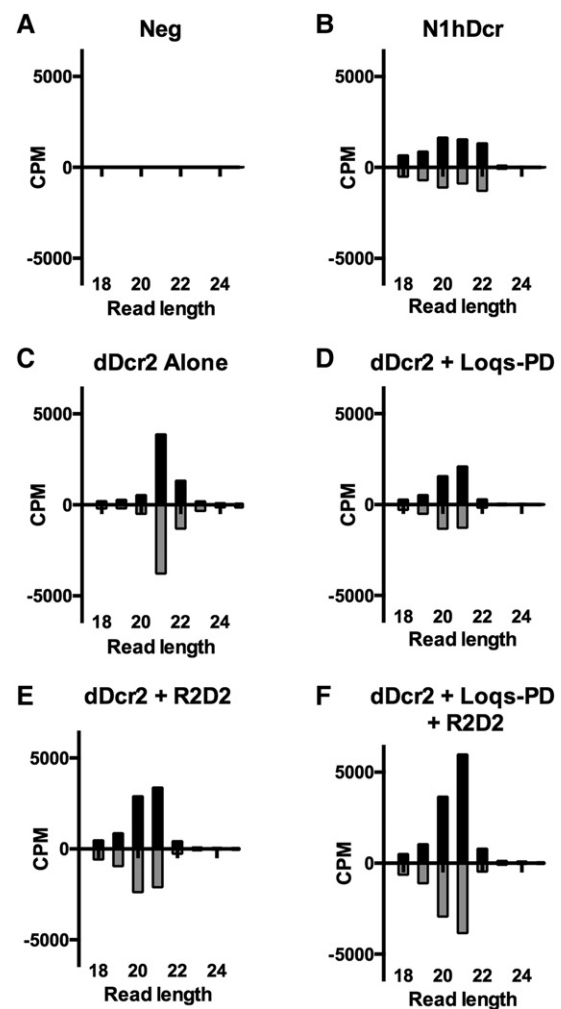 A Neg
5000
0
-5000
CPM
18 20 22 24
Read length
B N1hDcr
5000
0
-5000
CPM
18 20 22 24
Read length
C dDcr2 Alone
5000
0
-5000
CPM
18 20 22 24
Read length
D dDcr2 + Loqs-PD
5000
0
-5000
CPM
18 20 22 24
Read length
E dDcr2 + R2D2
5000
0
-5000
CPM
18 20 22 24
Read length
F dDcr2 + Loqs-PD
+ R2D2
5000
0
-5000
CPM
18 20 22 24
Read length